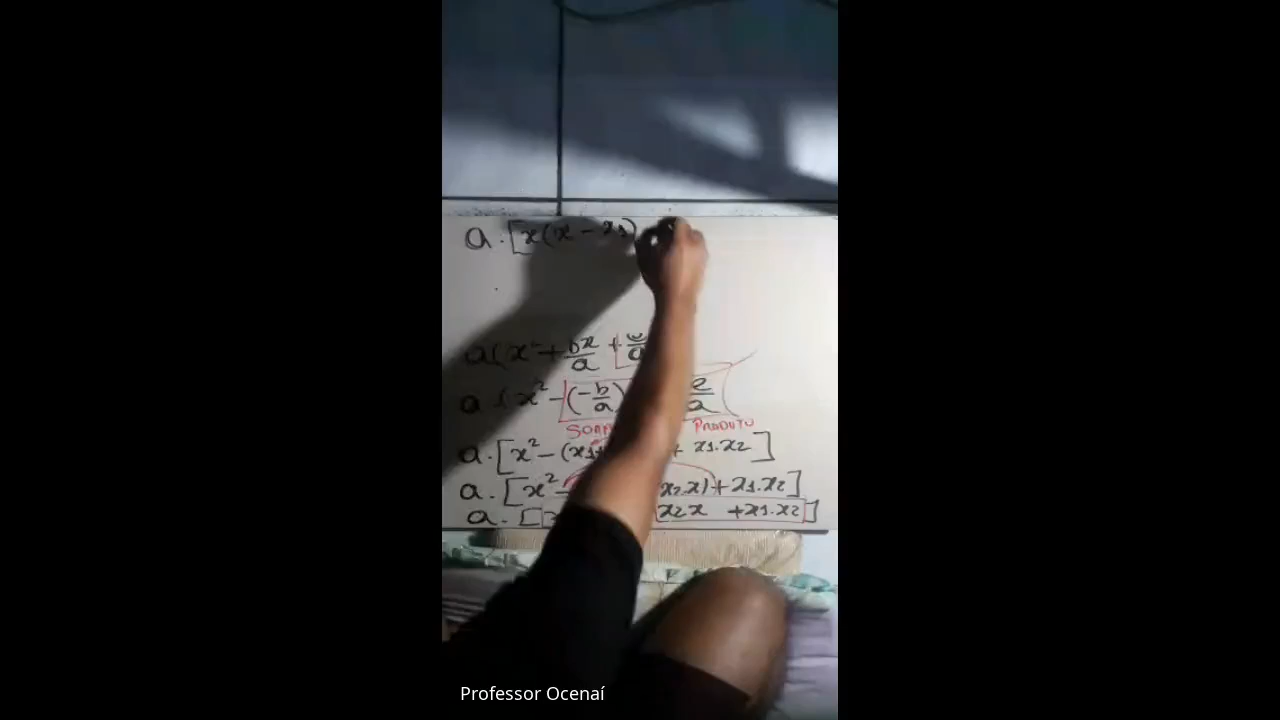 a . [x(x - x1)
a(x² + bx/a + c/a
a (x² - (-b/a) c/a
SOMA PRODUTO
a . [x² - (x1+ + x1.x2]
a . [x² - x2x) + x1.x2]
a . [ x2x + x1.x2]
Professor Ocenaí